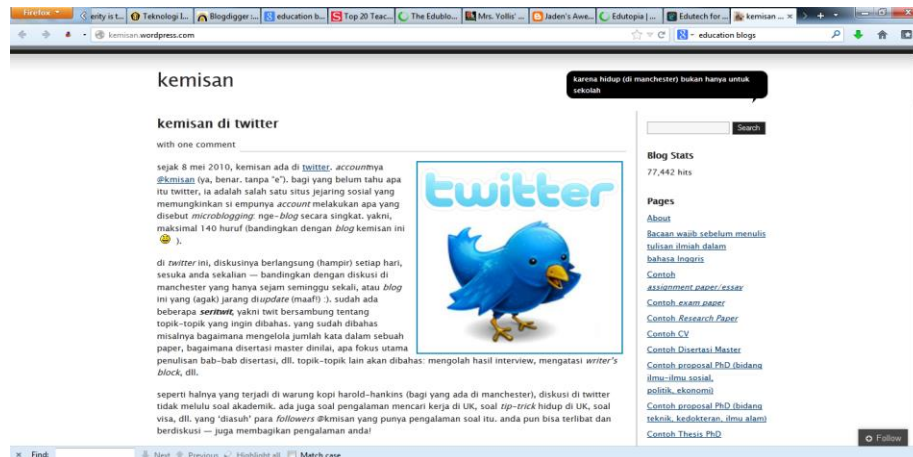 Firefox
erity is t...
Teknologi I...
Blogdigger :...
education b...
Top 20 Teac...
The Edublo...
Mrs. Yollis' ...
Jaden's Awe...
Edutopia | ...
Edutech for ...
kemisan ...
kemisan.wordpress.com
education blogs
kemisan
karena hidup (di manchester) bukan hanya untuk
sekolah
kemisan di twitter
with one comment
sejak 8 mei 2010, kemisan ada di twitter. accountnya
@kmisan (ya, benar. tanpa "e"). bagi yang belum tahu apa
itu twitter, ia adalah salah satu situs jejaring sosial yang
memungkinkan si empunya account melakukan apa yang
disebut microblogging: nge-blog secara singkat. yakni,
maksimal 140 huruf (bandingkan dengan blog kemisan ini
).
twitter
di twitter ini, diskusinya berlangsung (hampir) setiap hari,
sesuka anda sekalian — bandingkan dengan diskusi di
manchester yang hanya sejam seminggu sekali, atau blog
ini yang (agak) jarang diupdate (maaf!) :). sudah ada
beberapa seritwit, yakni twit bersambung tentang
topik-topik yang ingin dibahas. yang sudah dibahas
misalnya bagaimana mengelola jumlah kata dalam sebuah
paper, bagaimana disertasi master dinilai, apa fokus utama
penulisan bab-bab disertasi, dll. topik-topik lain akan dibahas: mengolah hasil interview, mengatasi writer's
block, dll.
seperti halnya yang terjadi di warung kopi harold-hankins (bagi yang ada di manchester), diskusi di twitter
tidak melulu soal akademik. ada juga soal pengalaman mencari kerja di UK, soal tip-trick hidup di UK, soal
visa, dll. yang 'diasuh' para followers @kmisan yang punya pengalaman soal itu. anda pun bisa terlibat dan
berdiskusi — juga membagikan pengalaman anda!
Search
Blog Stats
77,442 hits
Pages
About
Bacaan wajib sebelum menulis
tulisan ilmiah dalam
bahasa Inggris
Contoh
assignment paper/essay
Contoh exam paper
Contoh Research Paper
Contoh CV
Contoh Disertasi Master
Contoh proposal PhD (bidang
ilmu-ilmu sosial,
politik, ekonomi)
Contoh proposal PhD (bidang
teknik, kedokteran, ilmu alam)
Contoh Thesis PhD
Follow
Find:
Next
Previous
Highlight all
Match case